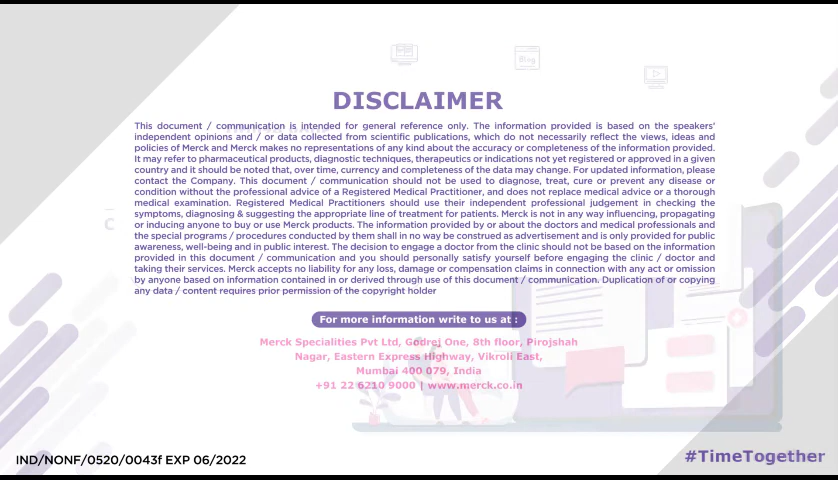 Blog
DISCLAIMER
This document / communication is intended for general reference only. The information provided is based on the speakers'
independent opinions and / or data collected from scientific publications, which do not necessarily reflect the views, ideas and
policies of Merck and Merck makes no representations of any kind about the accuracy or completeness of the information provided.
It may refer to pharmaceutical products, diagnostic techniques, therapeutics or indications not yet registered or approved in a given
country and it should be noted that, over time, currency and completeness of the data may change. For updated information, please
contact the Company. This document / communication should not be used to diagnose, treat, cure or prevent any disease or
condition without the professional advice of a Registered Medical Practitioner, and does not replace medical advice or a thorough
medical examination. Registered Medical Practitioners should use their independent professional judgement in checking the
symptoms, diagnosing & suggesting the appropriate line of treatment for patients. Merck is not in any way influencing, propagating
or inducing anyone to buy or use Merck products. The information provided by or about the doctors and medical professionals and
the special programs / procedures conducted by them shall in no way be construed as advertisement and is only provided for public
awareness, well-being and in public interest. The decision to engage a doctor from the clinic should not be based on the information
provided in this document / communication and you should personally satisfy yourself before engaging the clinic / doctor and
taking their services. Merck accepts no liability for any loss, damage or compensation claims in connection with any act or omission
by anyone based on information contained in or derived through use of this document / communication. Duplication of or copying
any data / content requires prior permission of the copyright holder
For more information write to us at :
Merck Specialities Pvt Ltd, Godrej One, 8th floor, Pirojshah
Nagar, Eastern Express Highway, Vikroli East,
Mumbai 400 079, India
+91 22 6210 9000 | www.merck.co.in
IND/NONF/0520/0043f EXP 06/2022
#TimeTogether